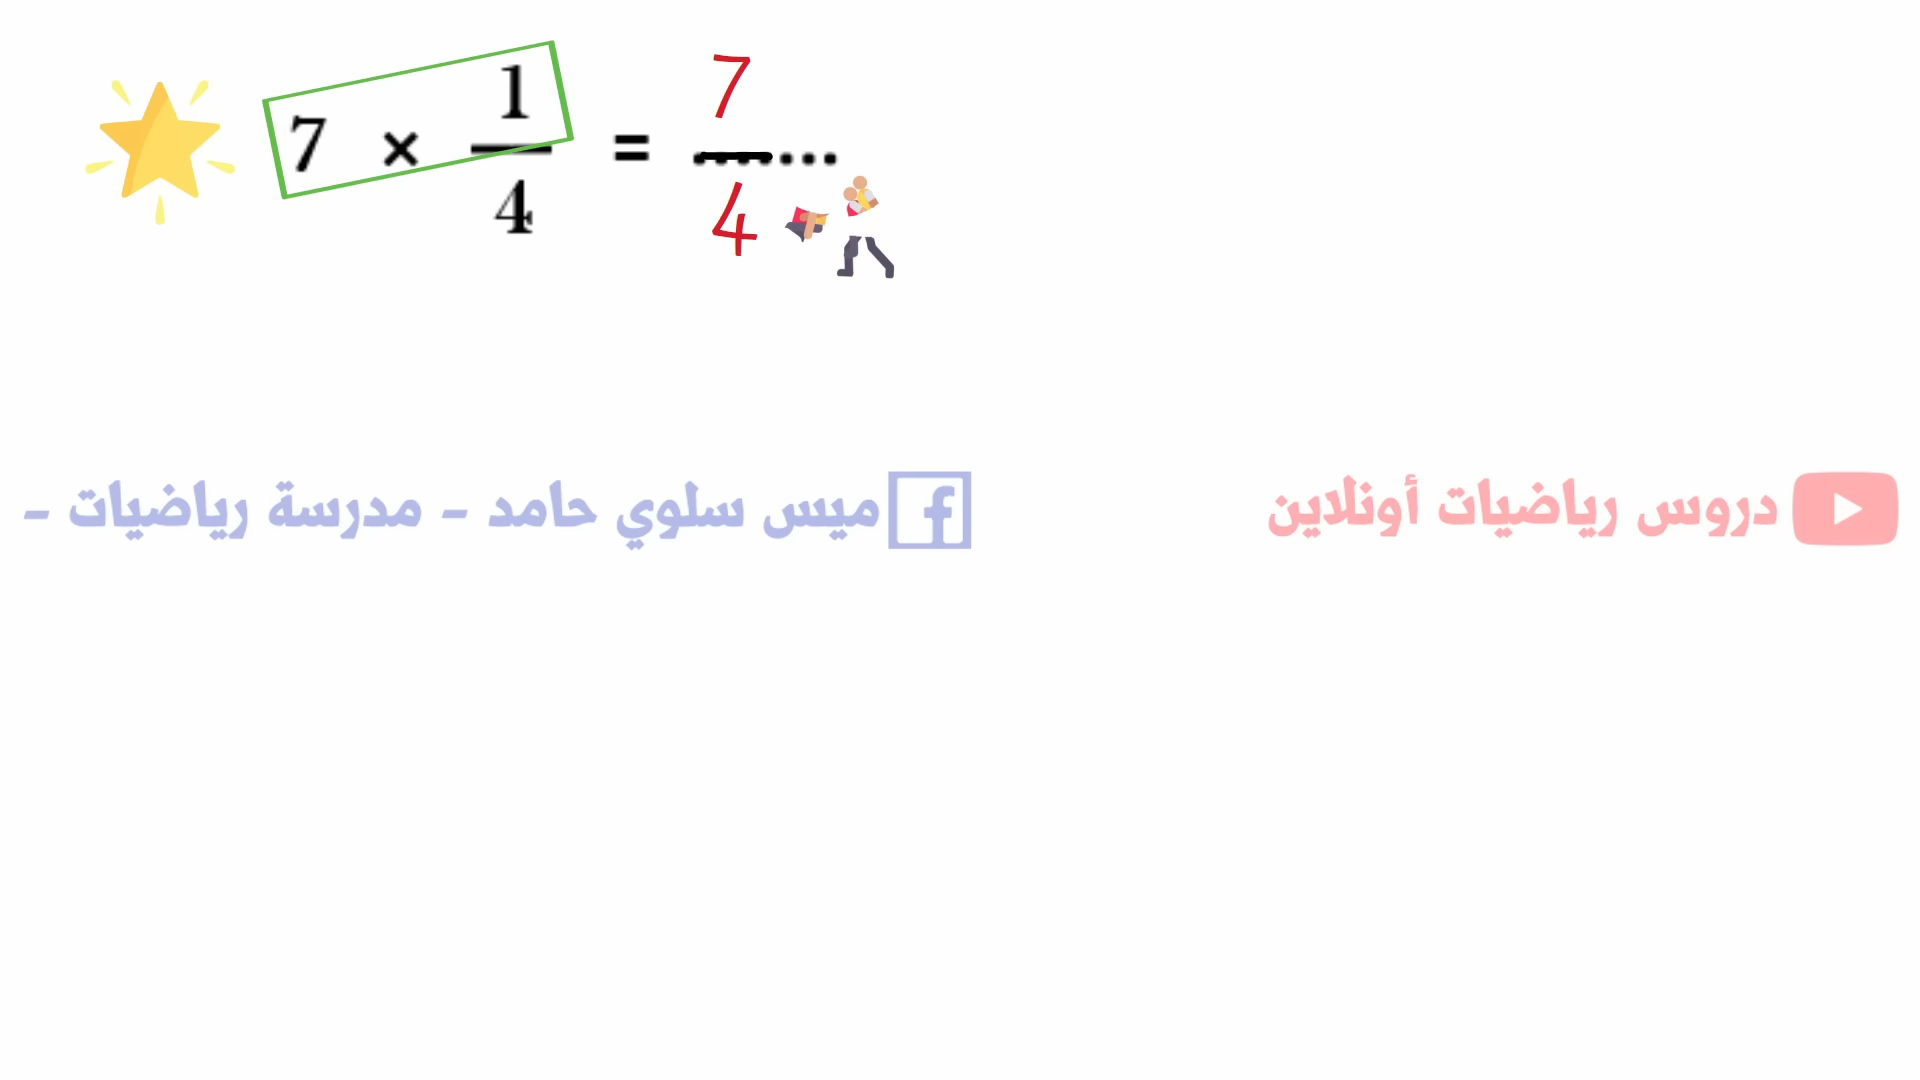 7 × 1/4 = 7/4 ......
ميس سلوي حامد - مدرسة رياضيات -
دروس رياضيات أونلاين